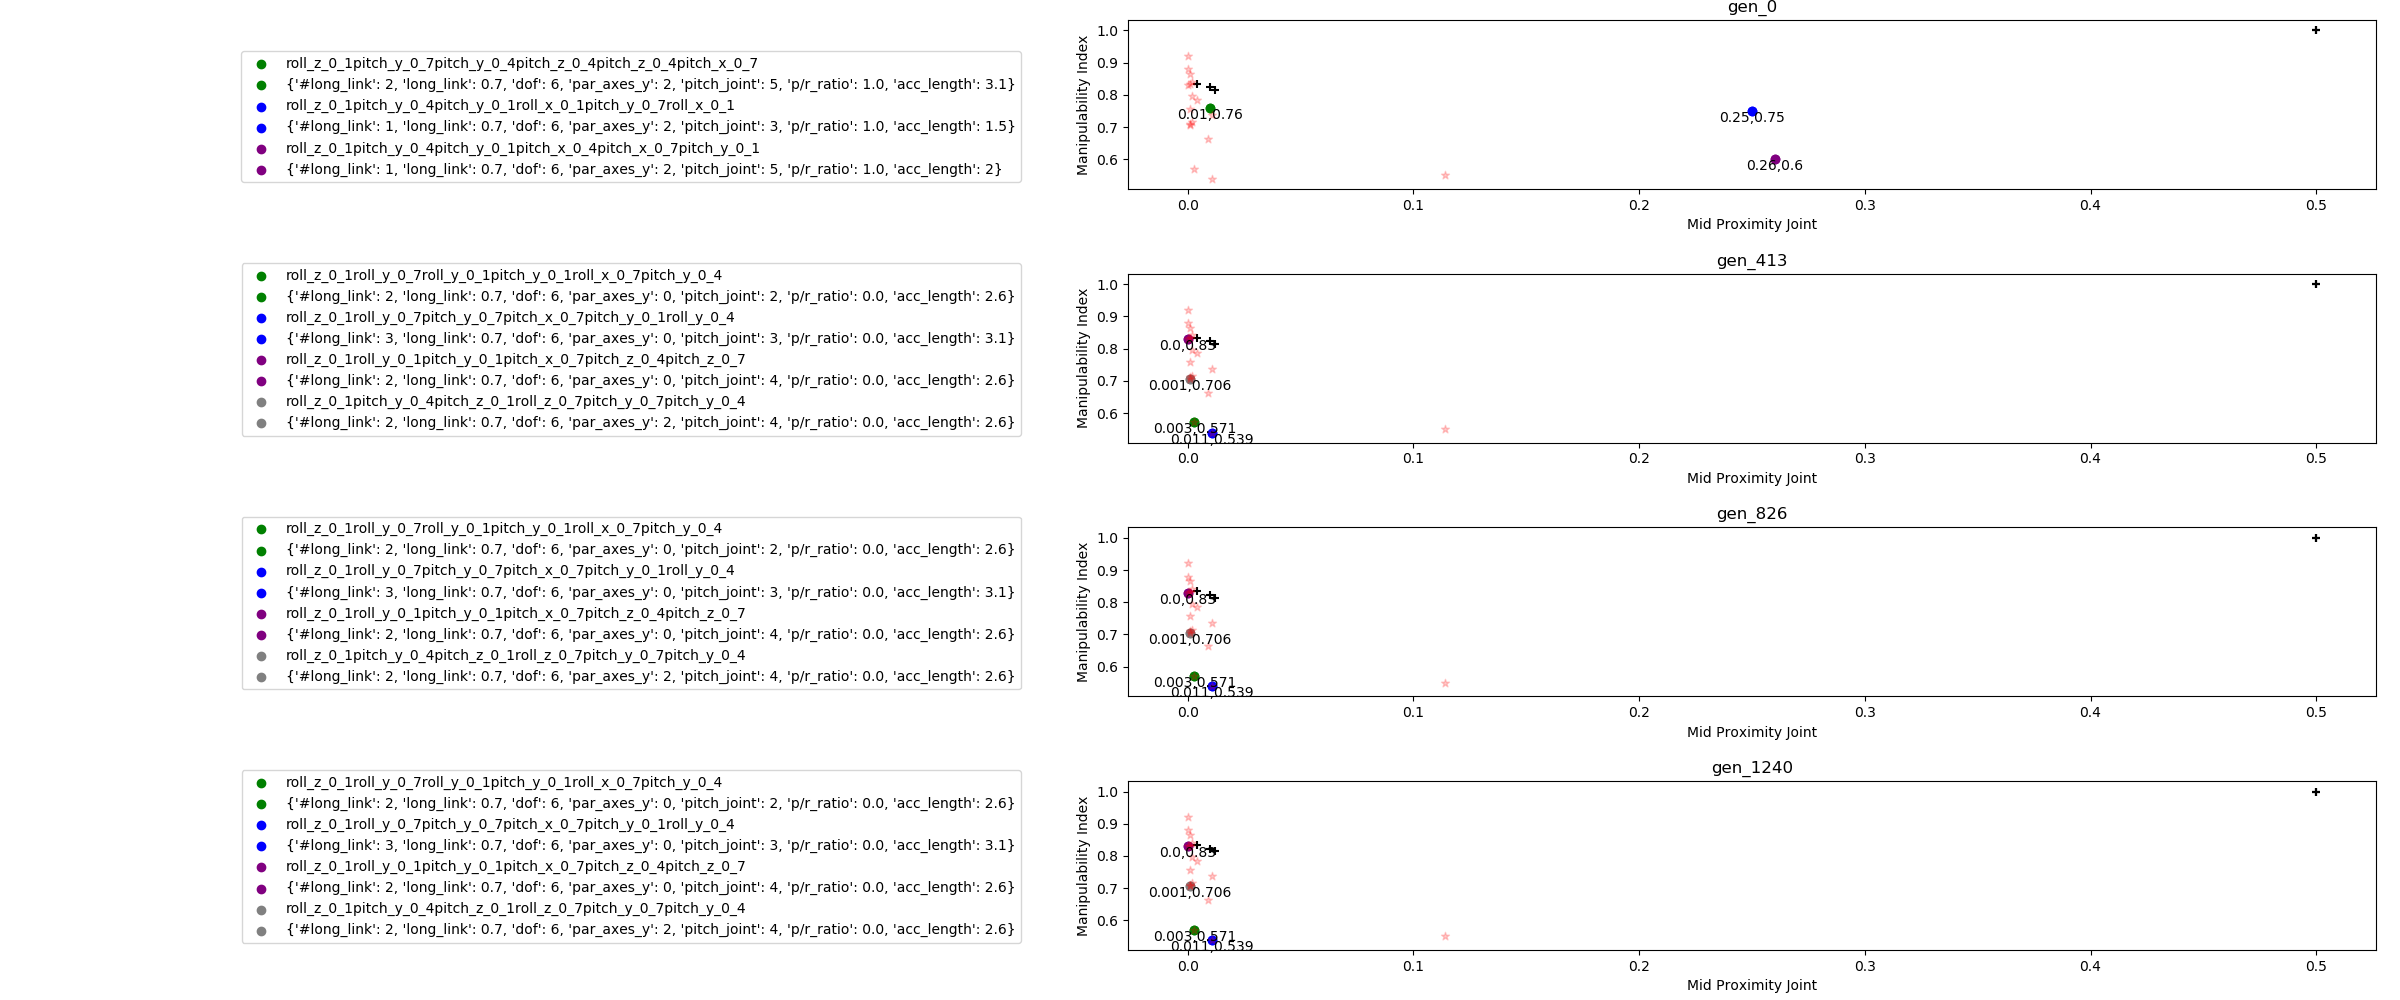 gen_0
roll_z_0_1pitch_y_0_7pitch_y_0_4pitch_z_0_4pitch_z_0_4pitch_x_0_7
{'#long_link': 2, 'long_link': 0.7, 'dof': 6, 'par_axes_y': 2, 'pitch_joint': 5, 'p/r_ratio': 1.0, 'acc_length': 3.1}
roll_z_0_1pitch_y_0_4pitch_y_0_1roll_x_0_1pitch_y_0_7roll_x_0_1
{'#long_link': 1, 'long_link': 0.7, 'dof': 6, 'par_axes_y': 2, 'pitch_joint': 3, 'p/r_ratio': 1.0, 'acc_length': 1.5}
roll_z_0_1pitch_y_0_4pitch_y_0_1pitch_x_0_4pitch_x_0_7pitch_y_0_1
{'#long_link': 1, 'long_link': 0.7, 'dof': 6, 'par_axes_y': 2, 'pitch_joint': 5, 'p/r_ratio': 1.0, 'acc_length': 2}
Manipulability Index
1.0
0.9
0.8
0.7
0.6
0.01,0.76
0.25,0.75
0.26,0.6
0.0 0.1 0.2 0.3 0.4 0.5
Mid Proximity Joint
gen_413
roll_z_0_1roll_y_0_7roll_y_0_1pitch_y_0_1roll_x_0_7pitch_y_0_4
{'#long_link': 2, 'long_link': 0.7, 'dof': 6, 'par_axes_y': 0, 'pitch_joint': 2, 'p/r_ratio': 0.0, 'acc_length': 2.6}
roll_z_0_1roll_y_0_7pitch_y_0_7pitch_x_0_7pitch_y_0_1roll_y_0_4
{'#long_link': 3, 'long_link': 0.7, 'dof': 6, 'par_axes_y': 0, 'pitch_joint': 3, 'p/r_ratio': 0.0, 'acc_length': 3.1}
roll_z_0_1roll_y_0_1pitch_y_0_1pitch_x_0_7pitch_z_0_4pitch_z_0_7
{'#long_link': 2, 'long_link': 0.7, 'dof': 6, 'par_axes_y': 0, 'pitch_joint': 4, 'p/r_ratio': 0.0, 'acc_length': 2.6}
roll_z_0_1pitch_y_0_4pitch_z_0_1roll_z_0_7pitch_y_0_7pitch_y_0_4
{'#long_link': 2, 'long_link': 0.7, 'dof': 6, 'par_axes_y': 2, 'pitch_joint': 4, 'p/r_ratio': 0.0, 'acc_length': 2.6}
Manipulability Index
1.0
0.9
0.8
0.7
0.6
0.0,0.83
0.001,0.706
0.003,0.571
0.011,0.539
0.0 0.1 0.2 0.3 0.4 0.5
Mid Proximity Joint
gen_826
roll_z_0_1roll_y_0_7roll_y_0_1pitch_y_0_1roll_x_0_7pitch_y_0_4
{'#long_link': 2, 'long_link': 0.7, 'dof': 6, 'par_axes_y': 0, 'pitch_joint': 2, 'p/r_ratio': 0.0, 'acc_length': 2.6}
roll_z_0_1roll_y_0_7pitch_y_0_7pitch_x_0_7pitch_y_0_1roll_y_0_4
{'#long_link': 3, 'long_link': 0.7, 'dof': 6, 'par_axes_y': 0, 'pitch_joint': 3, 'p/r_ratio': 0.0, 'acc_length': 3.1}
roll_z_0_1roll_y_0_1pitch_y_0_1pitch_x_0_7pitch_z_0_4pitch_z_0_7
{'#long_link': 2, 'long_link': 0.7, 'dof': 6, 'par_axes_y': 0, 'pitch_joint': 4, 'p/r_ratio': 0.0, 'acc_length': 2.6}
roll_z_0_1pitch_y_0_4pitch_z_0_1roll_z_0_7pitch_y_0_7pitch_y_0_4
{'#long_link': 2, 'long_link': 0.7, 'dof': 6, 'par_axes_y': 2, 'pitch_joint': 4, 'p/r_ratio': 0.0, 'acc_length': 2.6}
Manipulability Index
1.0
0.9
0.8
0.7
0.6
0.0,0.83
0.001,0.706
0.003,0.571
0.011,0.539
0.0 0.1 0.2 0.3 0.4 0.5
Mid Proximity Joint
gen_1240
roll_z_0_1roll_y_0_7roll_y_0_1pitch_y_0_1roll_x_0_7pitch_y_0_4
{'#long_link': 2, 'long_link': 0.7, 'dof': 6, 'par_axes_y': 0, 'pitch_joint': 2, 'p/r_ratio': 0.0, 'acc_length': 2.6}
roll_z_0_1roll_y_0_7pitch_y_0_7pitch_x_0_7pitch_y_0_1roll_y_0_4
{'#long_link': 3, 'long_link': 0.7, 'dof': 6, 'par_axes_y': 0, 'pitch_joint': 3, 'p/r_ratio': 0.0, 'acc_length': 3.1}
roll_z_0_1roll_y_0_1pitch_y_0_1pitch_x_0_7pitch_z_0_4pitch_z_0_7
{'#long_link': 2, 'long_link': 0.7, 'dof': 6, 'par_axes_y': 0, 'pitch_joint': 4, 'p/r_ratio': 0.0, 'acc_length': 2.6}
roll_z_0_1pitch_y_0_4pitch_z_0_1roll_z_0_7pitch_y_0_7pitch_y_0_4
{'#long_link': 2, 'long_link': 0.7, 'dof': 6, 'par_axes_y': 2, 'pitch_joint': 4, 'p/r_ratio': 0.0, 'acc_length': 2.6}
Manipulability Index
1.0
0.9
0.8
0.7
0.6
0.0,0.83
0.001,0.706
0.003,0.571
0.011,0.539
0.0 0.1 0.2 0.3 0.4 0.5
Mid Proximity Joint